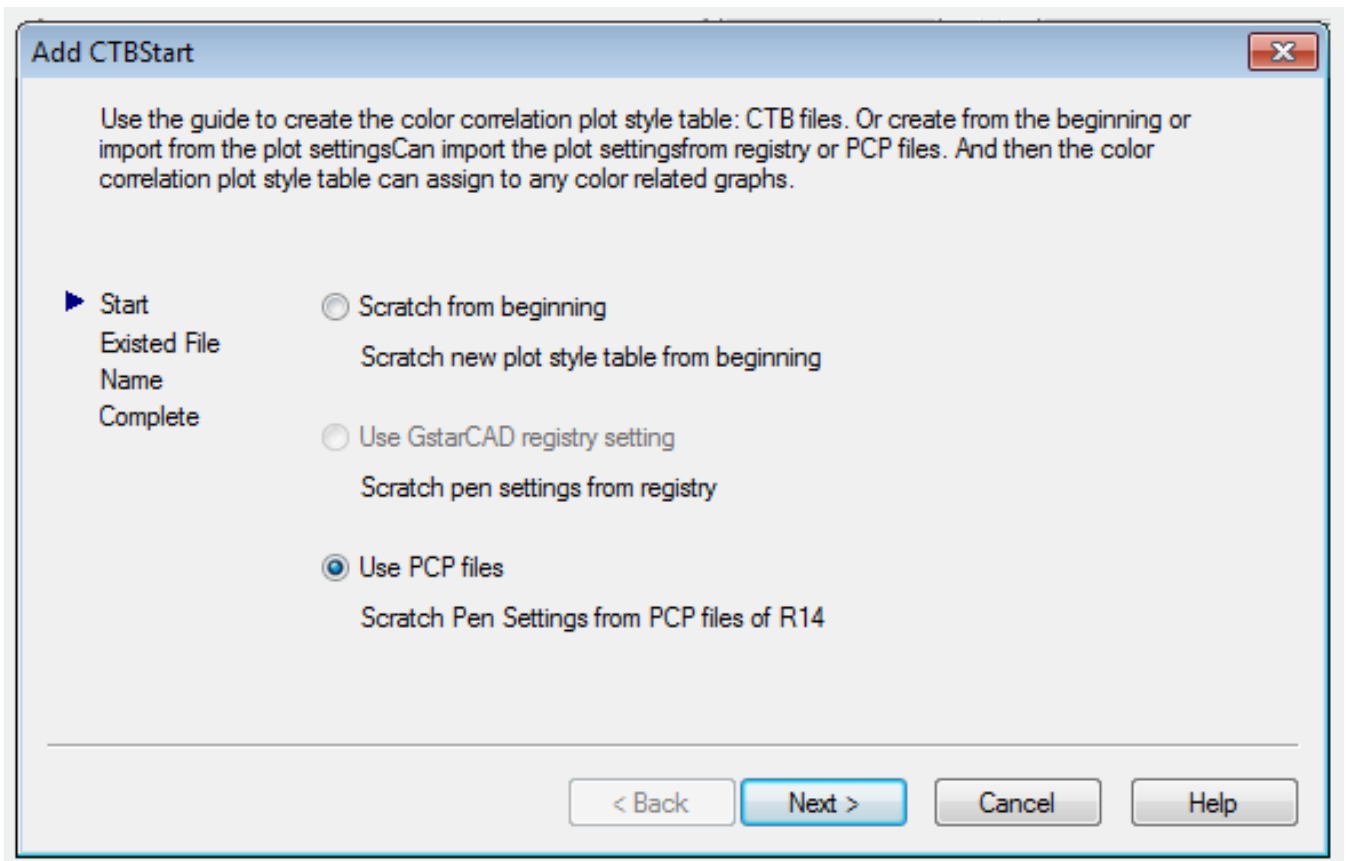 Add CTBStart
Use the guide to create the color correlation plot style table: CTB files. Or create from the beginning or
import from the plot settingsCan import the plot settingsfrom registry or PCP files. And then the color
correlation plot style table can assign to any color related graphs.
Start
Existed File
Name
Complete
Scratch from beginning
Scratch new plot style table from beginning
Use GstarCAD registry setting
Scratch pen settings from registry
Use PCP files
Scratch Pen Settings from PCP files of R14
< Back
Next >
Cancel
Help